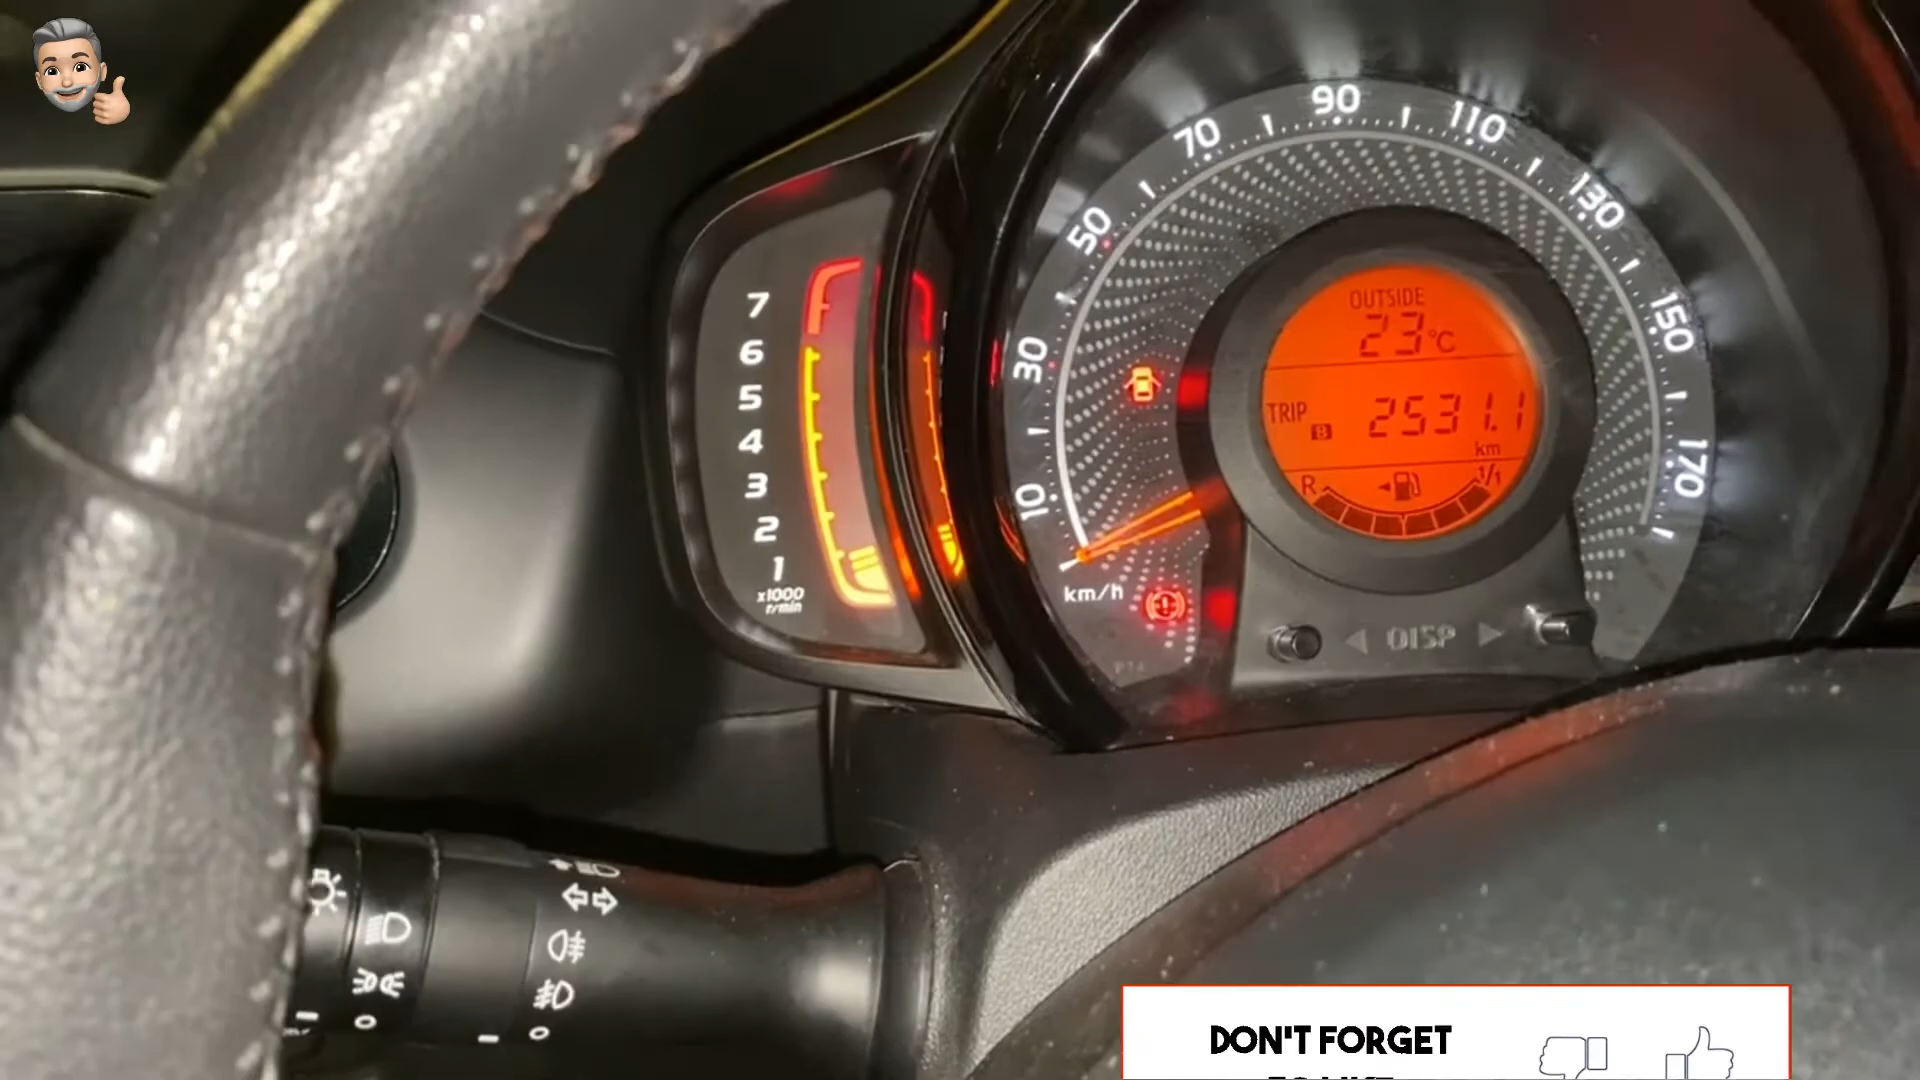 7
6
5
4
3
2
1
x1000
r/min
10
30
50
70
90
110
130
150
170
km/h
OUTSIDE
23°C
TRIP B 2531.1
km
R 1/1
DISP
DON'T FORGET